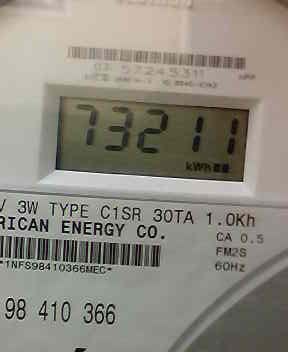 57245311
73211
kWh
V 3W TYPE C1SR 30TA 1.0Kh
RICAN ENERGY CO. CA 0.5
FM2S
*1NFS98410366MEC* 60Hz
98 410 366